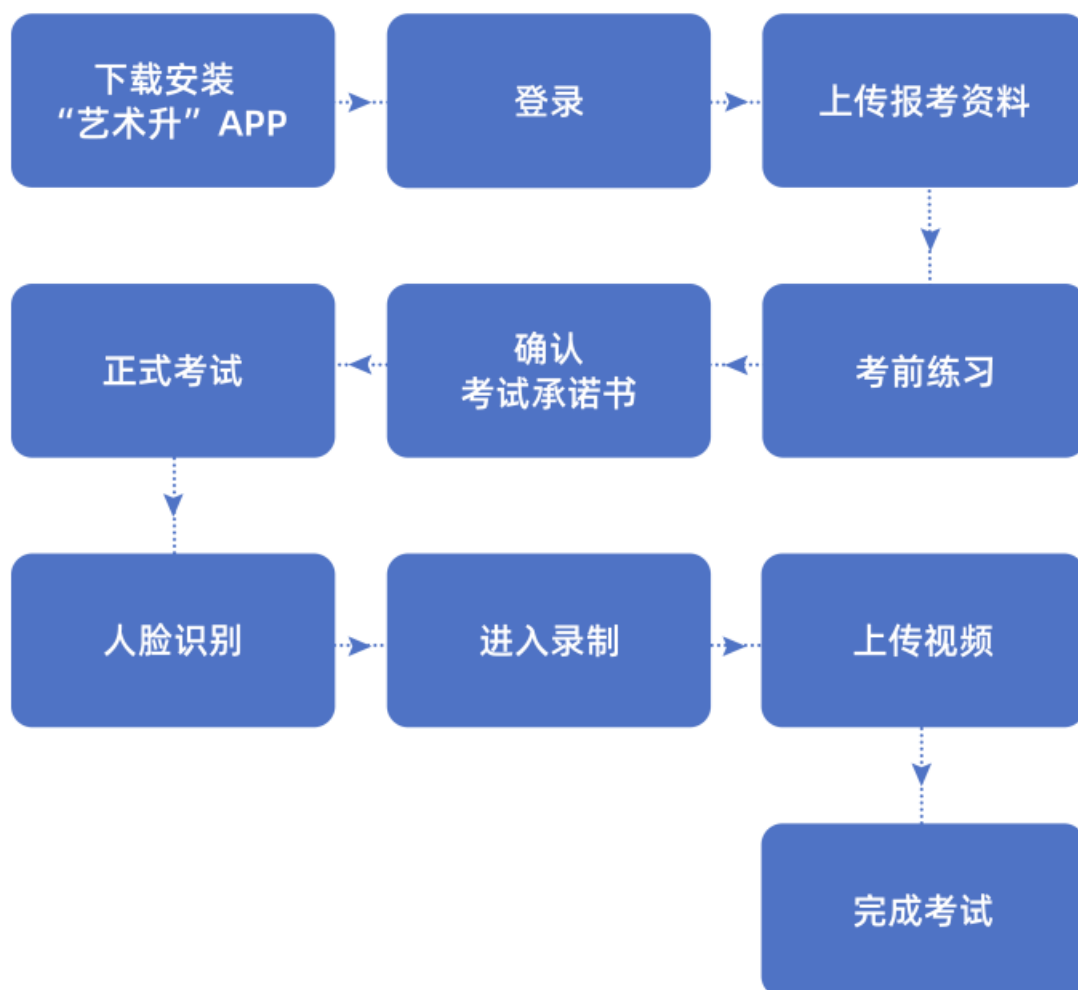 下载安装
“艺术升”APP
登录
上传报考资料
考前练习
确认
考试承诺书
正式考试
人脸识别
进入录制
上传视频
完成考试